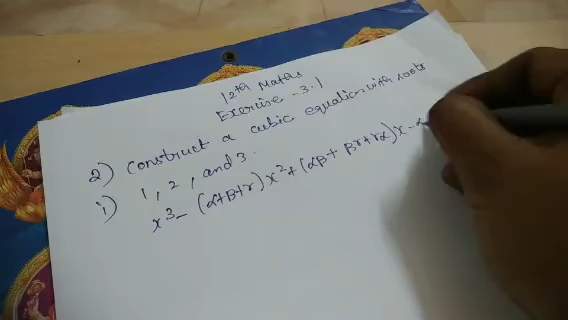 12th Maths
Exercise - 3.1
2) Construct a cubic equation with roots
i) 1, 2, and 3.
x³- (α+β+γ)x²+(αβ+βγ+γα)x-α